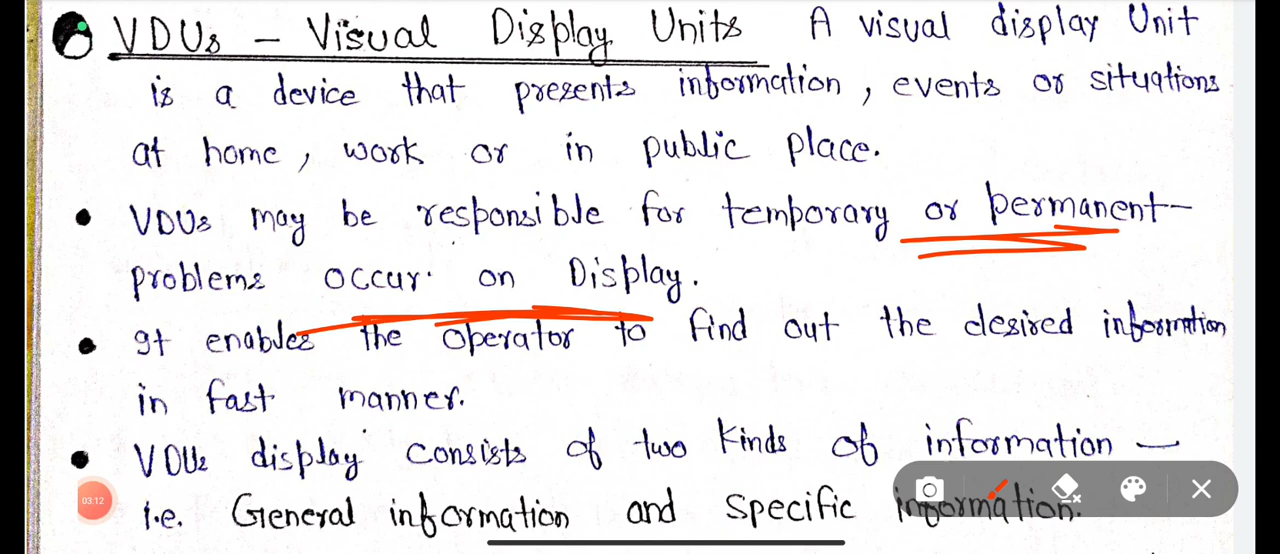 VDUs - Visual Display Units A visual display Unit
is a device that presents information, events or situations
at home, work or in public place.
• VDUs may be responsible for temporary or permanent-
problems occur on Display.
• It enables the operator to find out the desired information
in fast manner.
• VDUs display consists of two kinds of information —
i.e. General information and specific information.
03:12